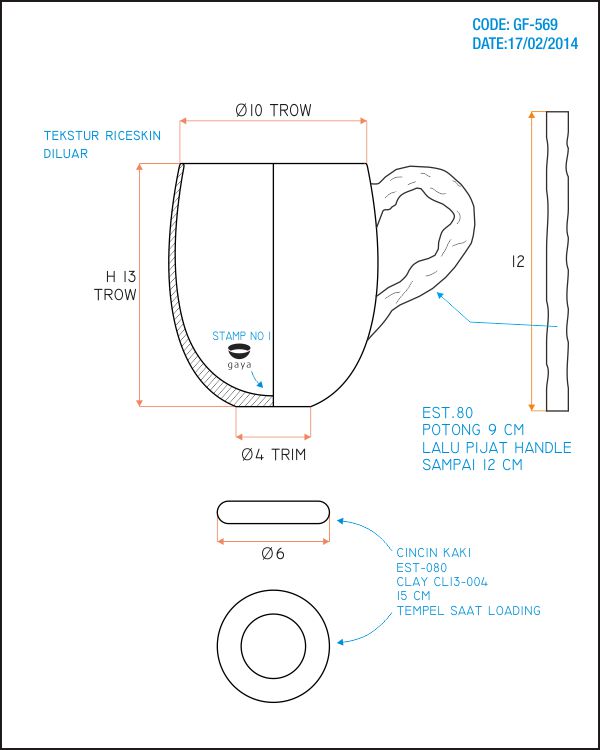 CODE: GF-569
DATE:17/02/2014
Ø10 TROW
TEKSTUR RICESKIN
DILUAR
H 13
TROW
12
STAMP NO 1
gaya
EST.80
POTONG 9 CM
LALU PIJAT HANDLE
SAMPAI 12 CM
Ø4 TRIM
Ø6
CINCIN KAKI
EST-080
CLAY CL13-004
15 CM
TEMPEL SAAT LOADING